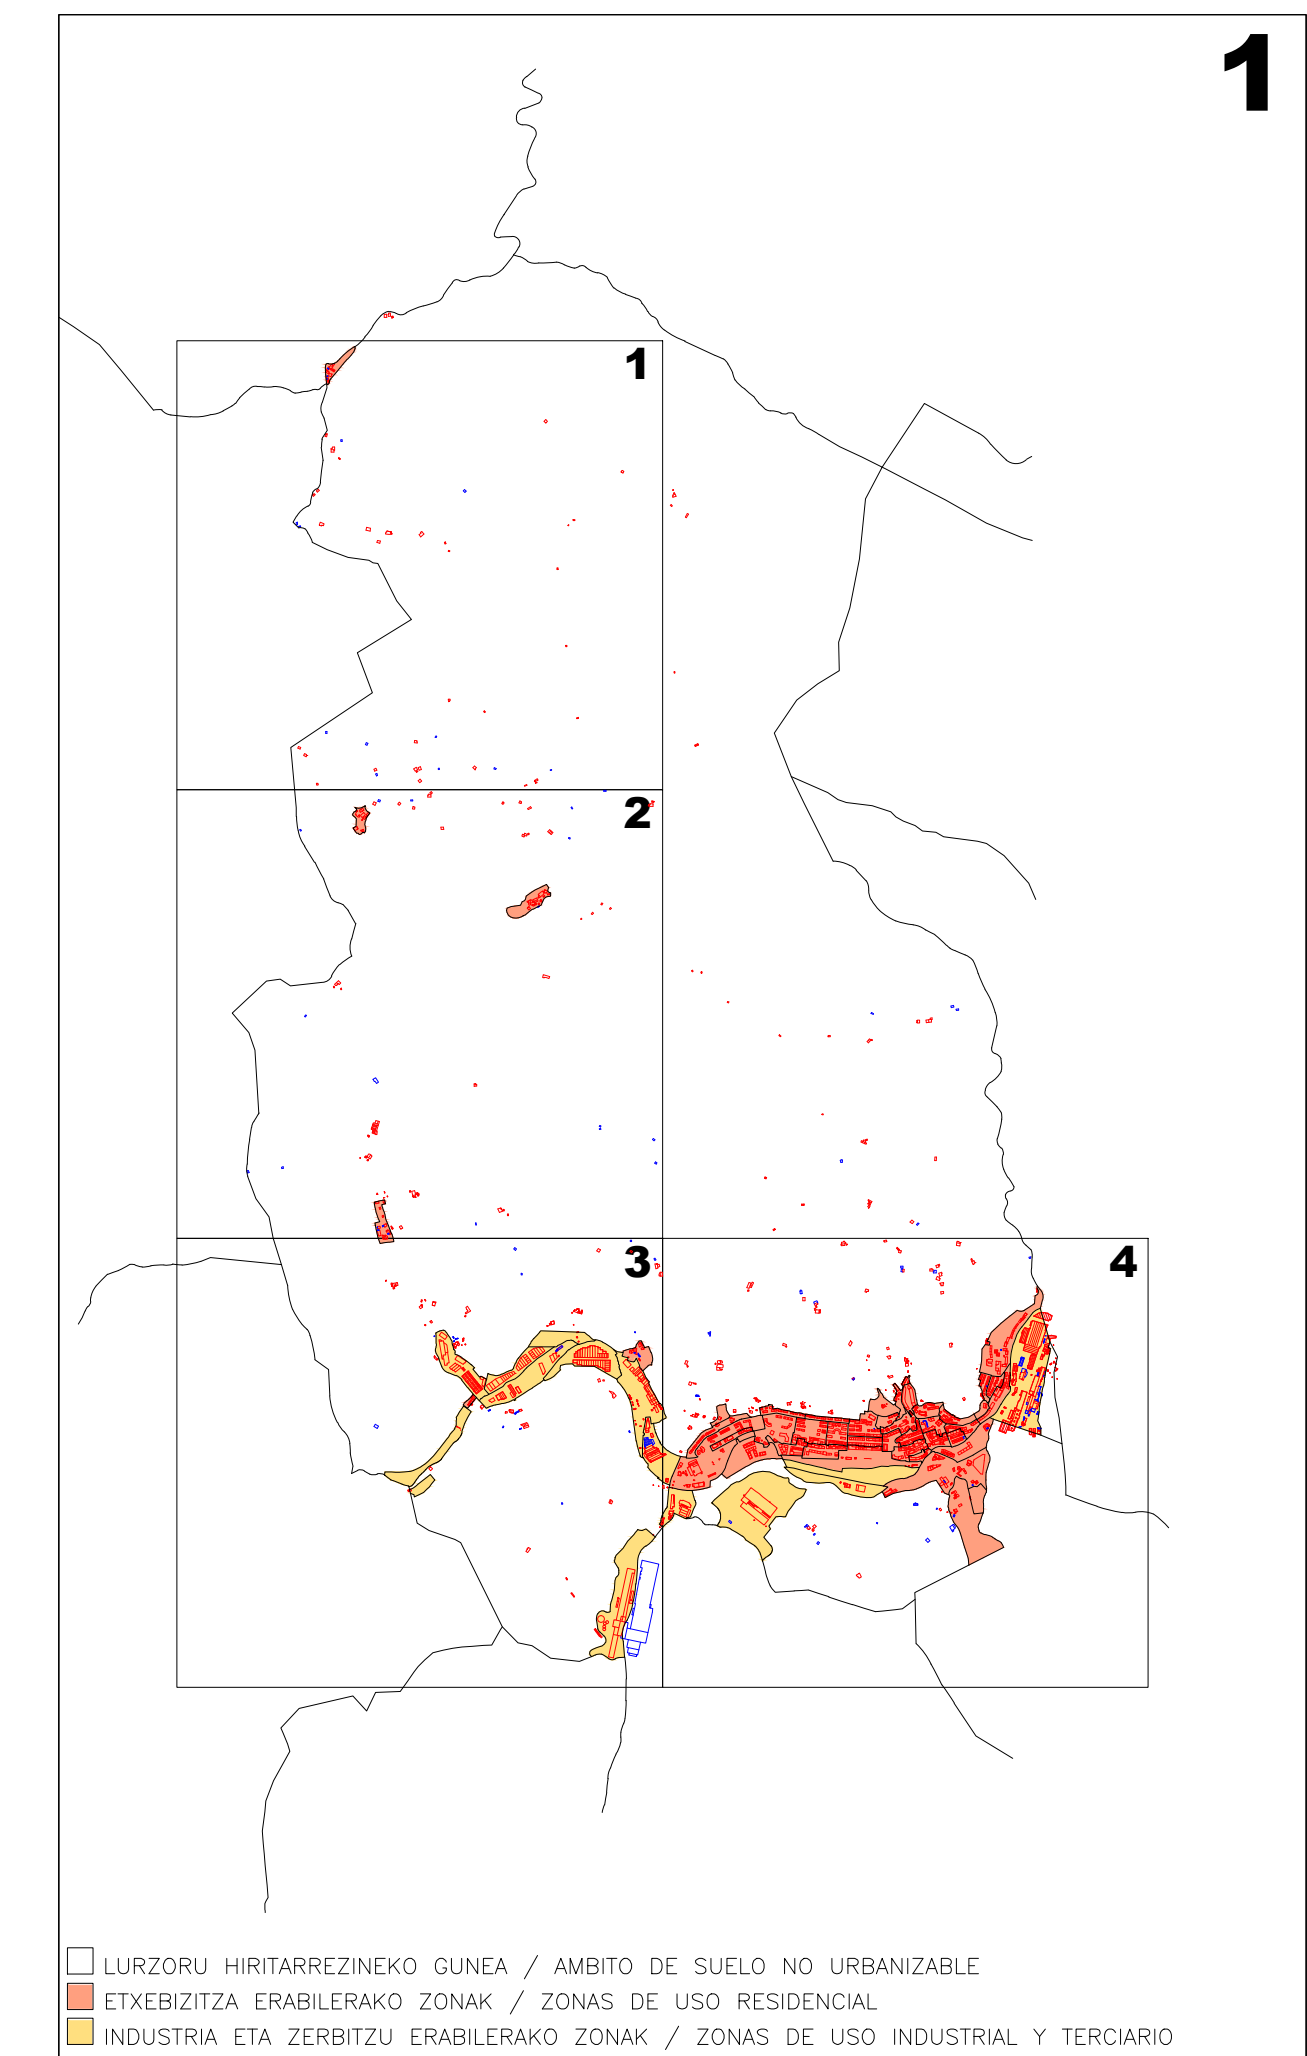 1
1
2
3
4
LURZORU HIRITARREZINEKO GUNEA / AMBITO DE SUELO NO URBANIZABLE
ETXEBIZITZA ERABILERAKO ZONAK / ZONAS DE USO RESIDENCIAL
INDUSTRIA ETA ZERBITZU ERABILERAKO ZONAK / ZONAS DE USO INDUSTRIAL Y TERCIARIO